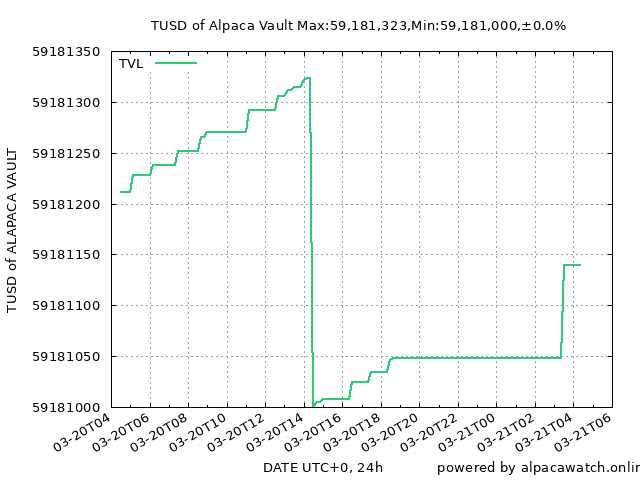 TUSD of Alpaca Vault Max:59,181,323,Min:59,181,000,±0.0%
TVL
59181350
59181300
59181250
59181200
59181150
59181100
59181050
59181000
TUSD of ALAPACA VAULT
03-20T04
03-20T06
03-20T08
03-20T10
03-20T12
03-20T14
03-20T16
03-20T18
03-20T20
03-20T22
03-21T00
03-21T02
03-21T04
03-21T06
DATE UTC+0, 24h
powered by alpacawatch.onlin